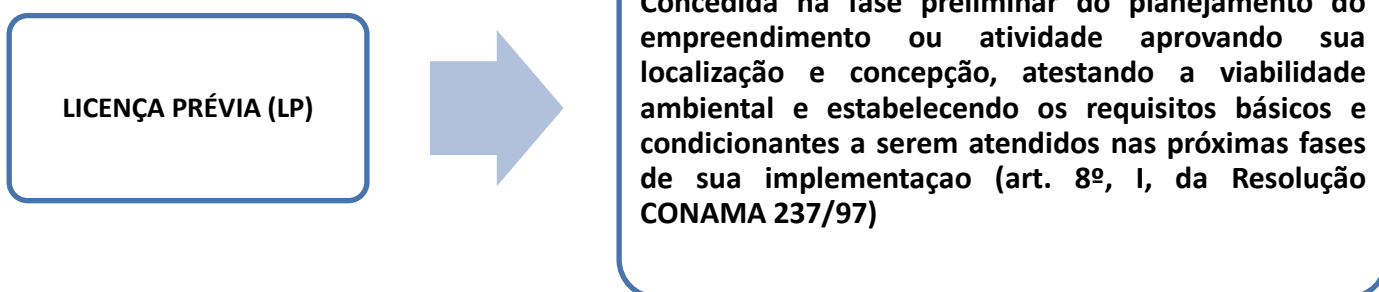 LICENÇA PRÉVIA (LP)
Concedida na fase preliminar do planejamento do
empreendimento ou atividade aprovando sua
localização e concepção, atestando a viabilidade
ambiental e estabelecendo os requisitos básicos e
condicionantes a serem atendidos nas próximas fases
de sua implementaçao (art. 8º, I, da Resolução
CONAMA 237/97)